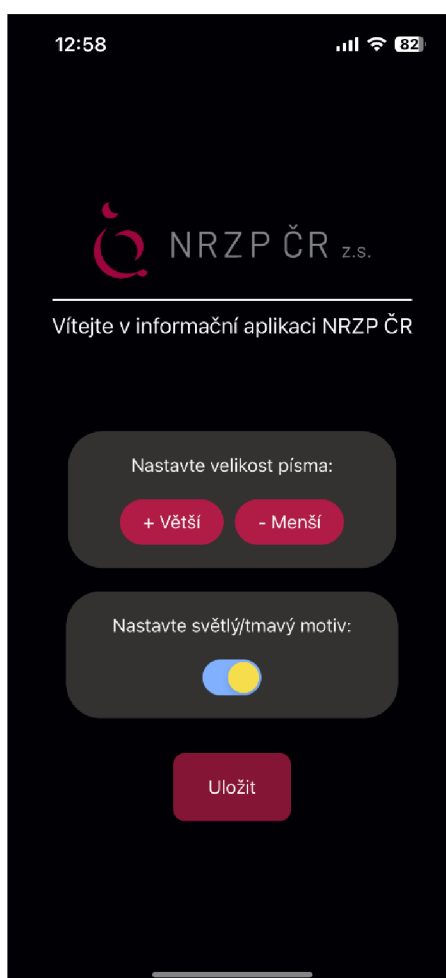 12:58
82
NRZP ČR z.s.
Vítejte v informační aplikaci NRZP ČR
Nastavte velikost písma:
+ Větší
- Menší
Nastavte světlý/tmavý motiv:
Uložit